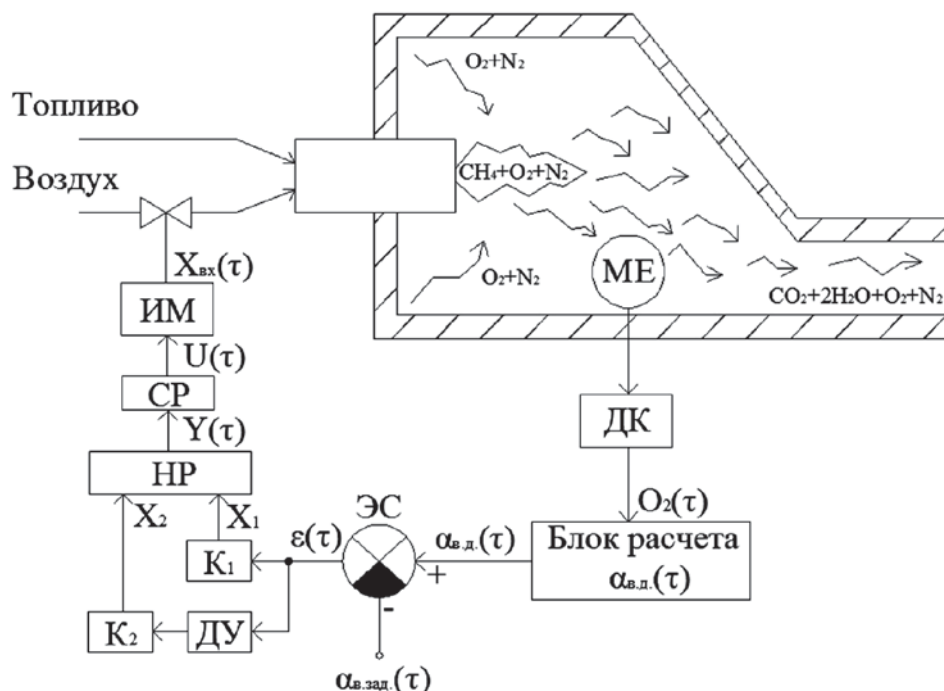 O₂+N₂
Топливо
CH₄+O₂+N₂
Воздух
O₂+N₂
МЕ
CO₂+2H₂O+O₂+N₂
Xвх(τ)
ИМ
U(τ)
СР
Y(τ)
НР
X₂
X₁
К₁
К₂
ДУ
ε(τ)
ЭС
αв.д.(τ)
+
-
αв.зад.(τ)
ДК
O₂(τ)
Блок расчета
αв.д.(τ)